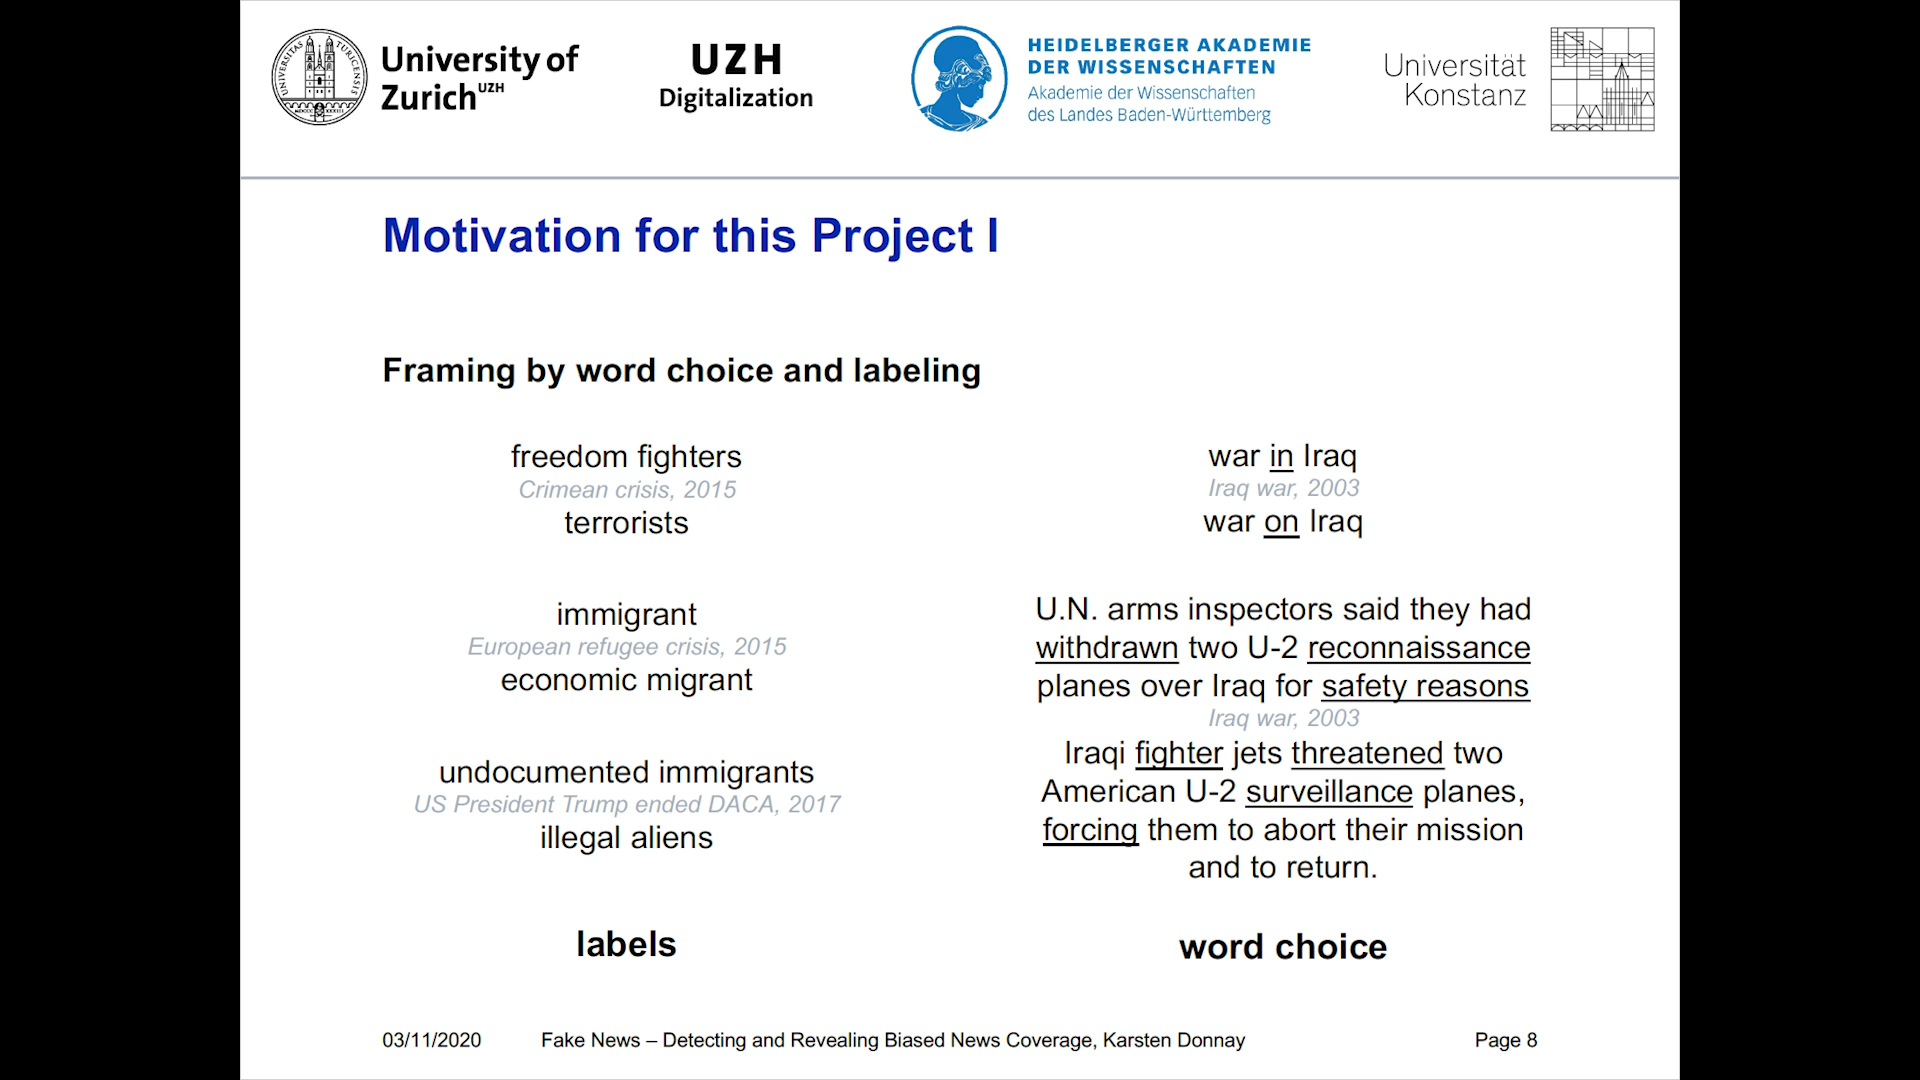 University of
Zurich UZH
UZH
Digitalization
HEIDELBERGER AKADEMIE
DER WISSENSCHAFTEN
Akademie der Wissenschaften
des Landes Baden-Württemberg
Universität
Konstanz
Motivation for this Project I
Framing by word choice and labeling
freedom fighters
Crimean crisis, 2015
terrorists
immigrant
European refugee crisis, 2015
economic migrant
undocumented immigrants
US President Trump ended DACA, 2017
illegal aliens
labels
war in Iraq
Iraq war, 2003
war on Iraq
U.N. arms inspectors said they had
withdrawn two U-2 reconnaissance
planes over Iraq for safety reasons
Iraq war, 2003
Iraqi fighter jets threatened two
American U-2 surveillance planes,
forcing them to abort their mission
and to return.
word choice
03/11/2020
Fake News – Detecting and Revealing Biased News Coverage, Karsten Donnay
Page 8